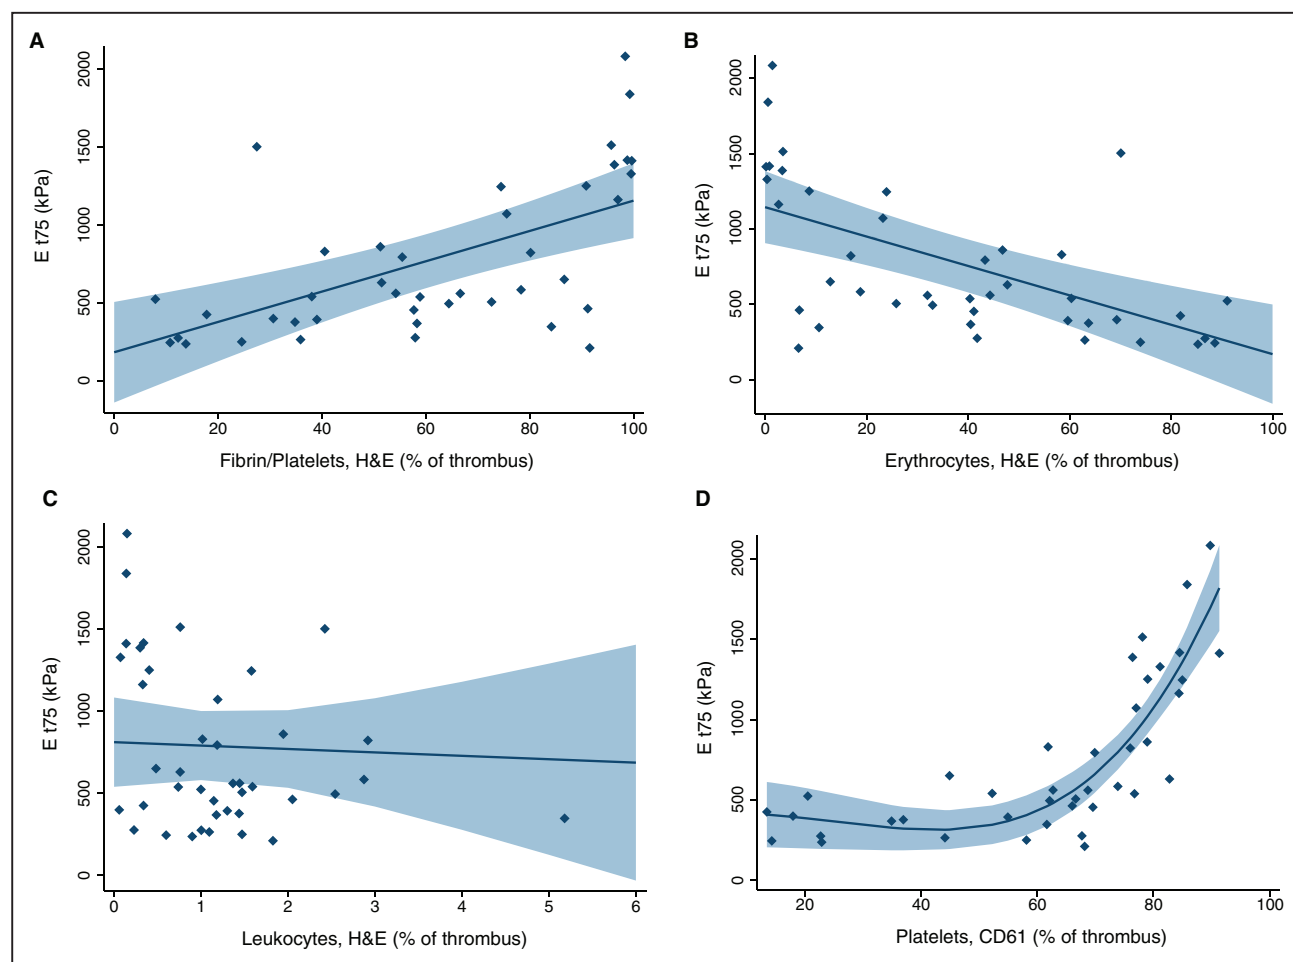 A
E t75 (kPa)
2000
1500
1000
500
0
0 20 40 60 80 100
Fibrin/Platelets, H&E (% of thrombus)
B
E t75 (kPa)
2000
1500
1000
500
0
0 20 40 60 80 100
Erythrocytes, H&E (% of thrombus)
C
E t75 (kPa)
2000
1500
1000
500
0
0 1 2 3 4 5 6
Leukocytes, H&E (% of thrombus)
D
E t75 (kPa)
2000
1500
1000
500
0
20 40 60 80 100
Platelets, CD61 (% of thrombus)